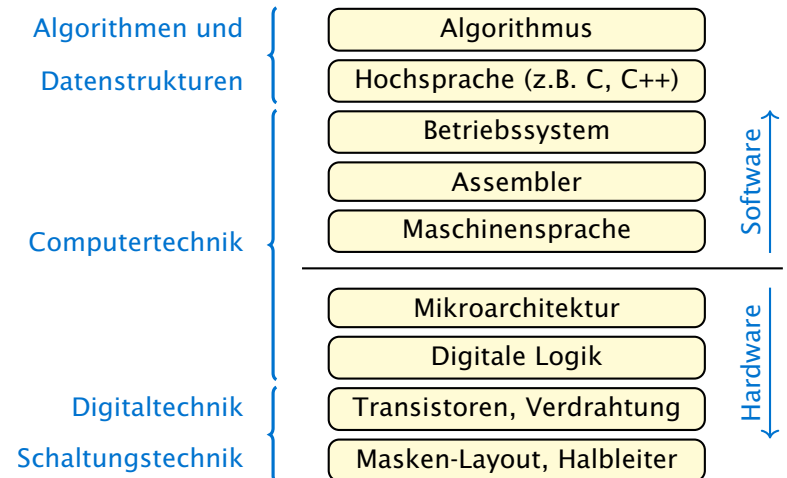 Algorithmen und
Datenstrukturen
Computertechnik
Digitaltechnik
Schaltungstechnik
Algorithmus
Hochsprache (z.B. C, C++)
Betriebssystem
Assembler
Maschinensprache
Mikroarchitektur
Digitale Logik
Transistoren, Verdrahtung
Masken-Layout, Halbleiter
Software
Hardware